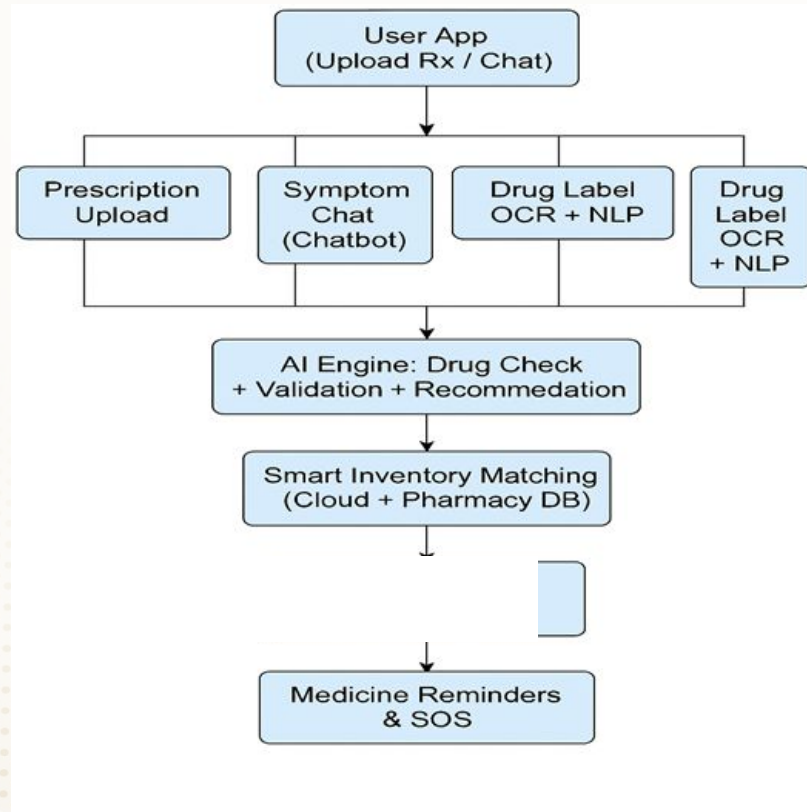 User App
(Upload Rx / Chat)
Prescription
Upload
Symptom
Chat
(Chatbot)
Drug Label
OCR + NLP
Drug
Label
OCR
+ NLP
AI Engine: Drug Check
+ Validation + Recommedation
Smart Inventory Matching
(Cloud + Pharmacy DB)
Medicine Reminders
& SOS